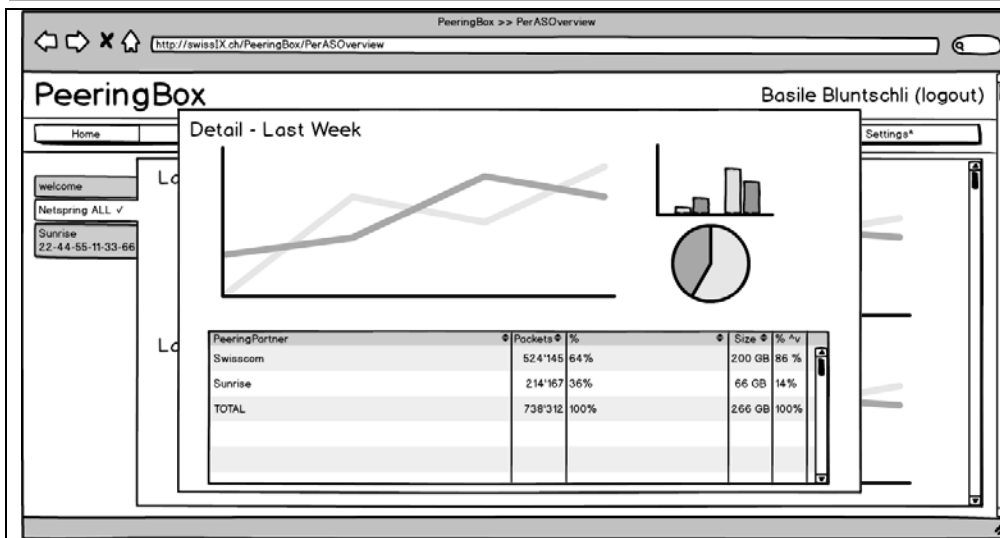 PeeringBox >> PerASOverview
http://swissIX.ch/PeeringBox/PerASOverview
PeeringBox
Basile Bluntschli (logout)
Home
Settings^
welcome
Netspring ALL ✓
Sunrise
22-44-55-11-33-66
Detail - Last Week
PeeringPartner Packets % Size % ^v
Swisscom 524'145 64% 200 GB 86 %
Sunrise 214'167 36% 66 GB 14%
TOTAL 738'312 100% 266 GB 100%